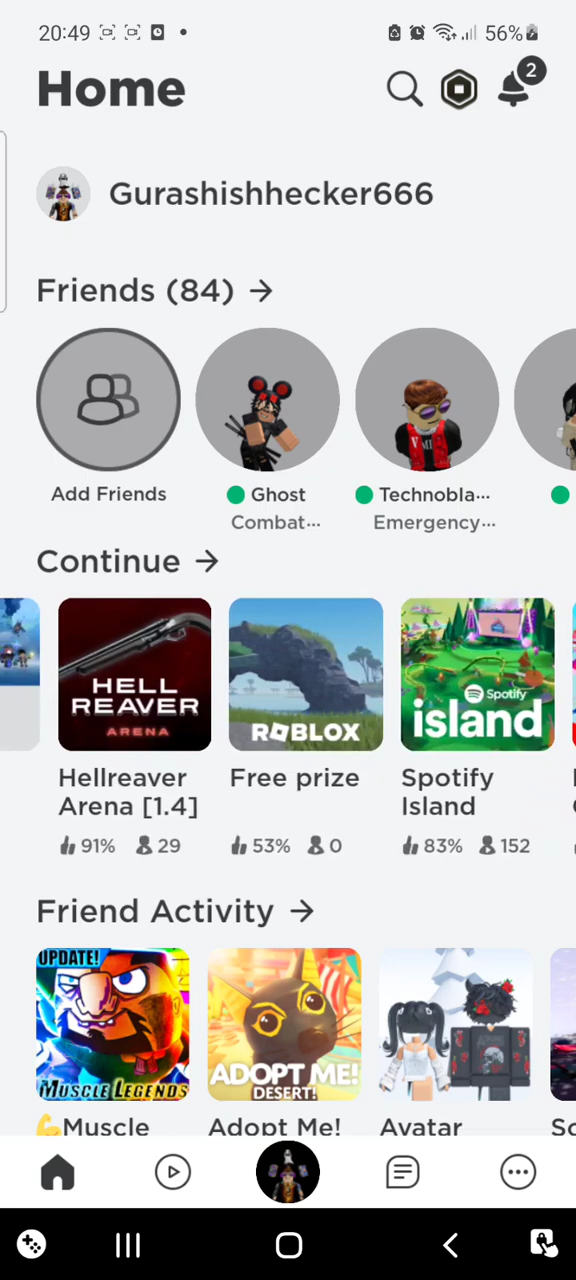 20:49
56%
Home
2
Gurashishhecker666
Friends (84) →
Add Friends
Ghost
Technobla...
Combat...
Emergency...
Continue →
HELL
REAVER
ARENA
ROBLOX
Spotify
island
Hellreaver
Arena [1.4]
Free prize
Spotify
Island
91%
29
53%
0
83%
152
Friend Activity →
UPDATE!
MUSCLE LEGENDS
ADOPT ME!
DESERT!
💪Muscle
Adopt Me!
Avatar